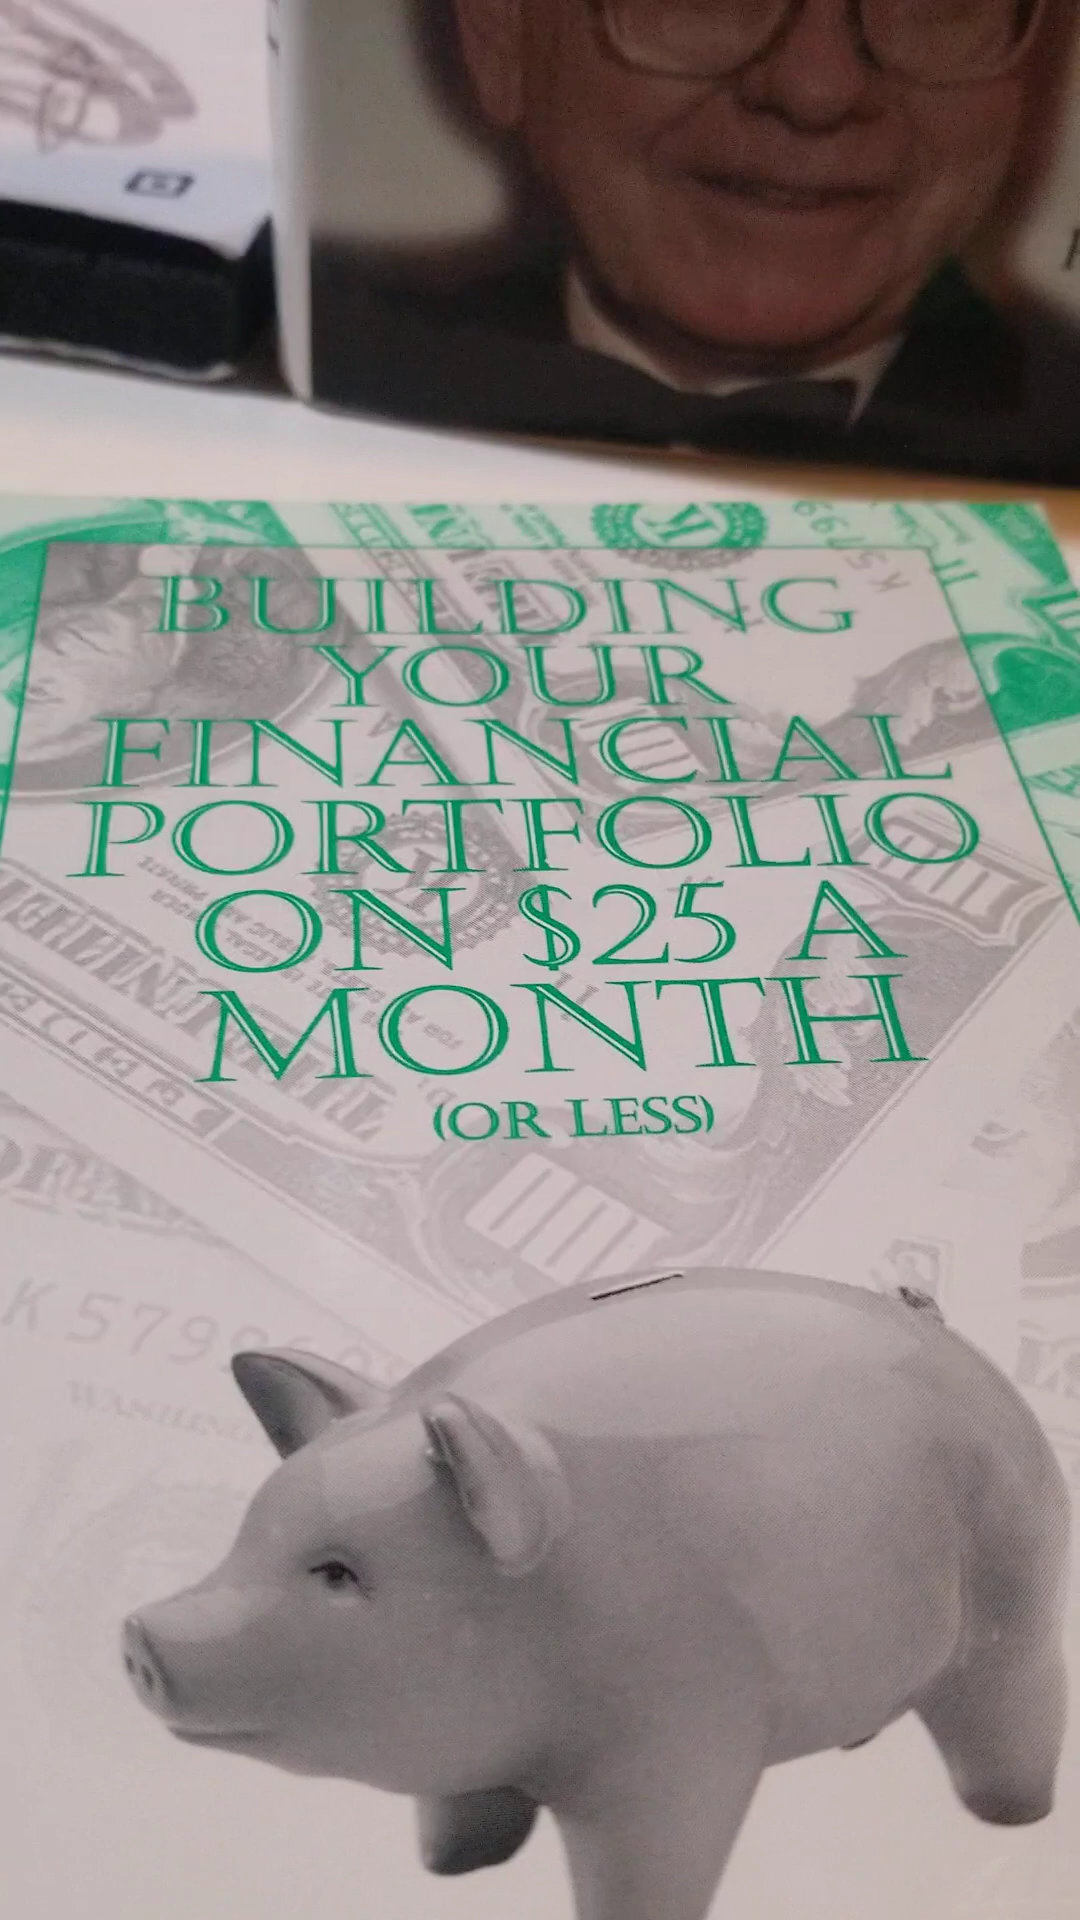 BUILDING
YOUR
FINANCIAL
PORTFOLIO
ON $25 A
MONTH
(OR LESS)